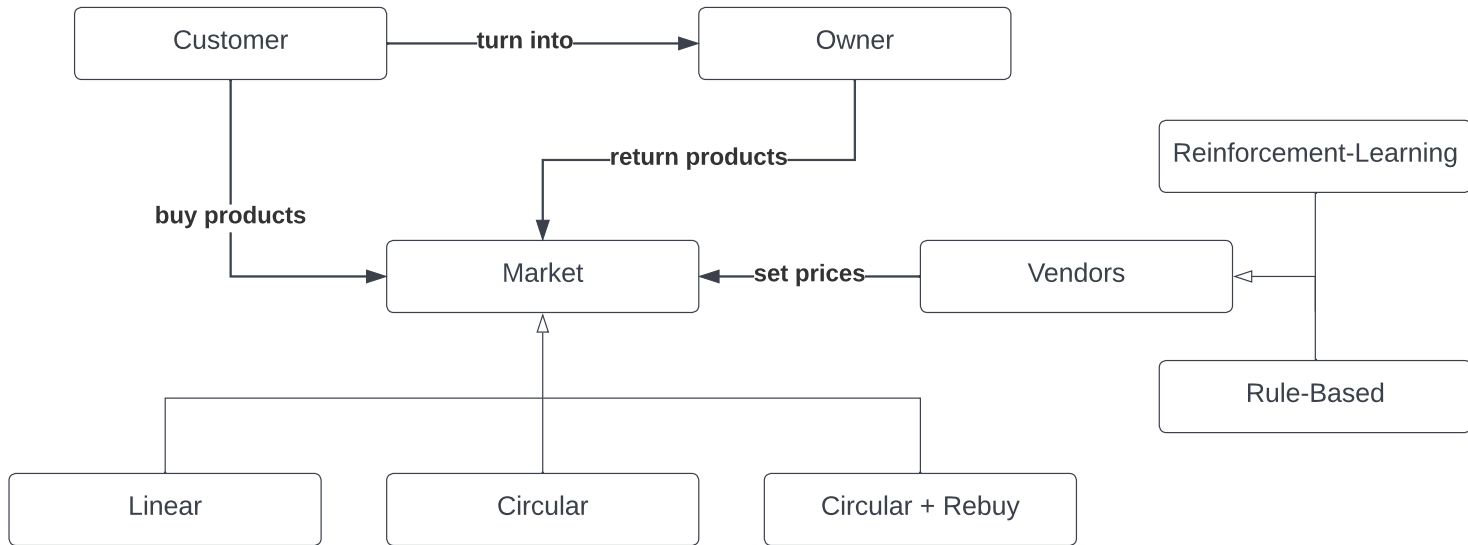 Customer
turn into
Owner
Reinforcement-Learning
return products
buy products
Market
set prices
Vendors
Rule-Based
Linear
Circular
Circular + Rebuy